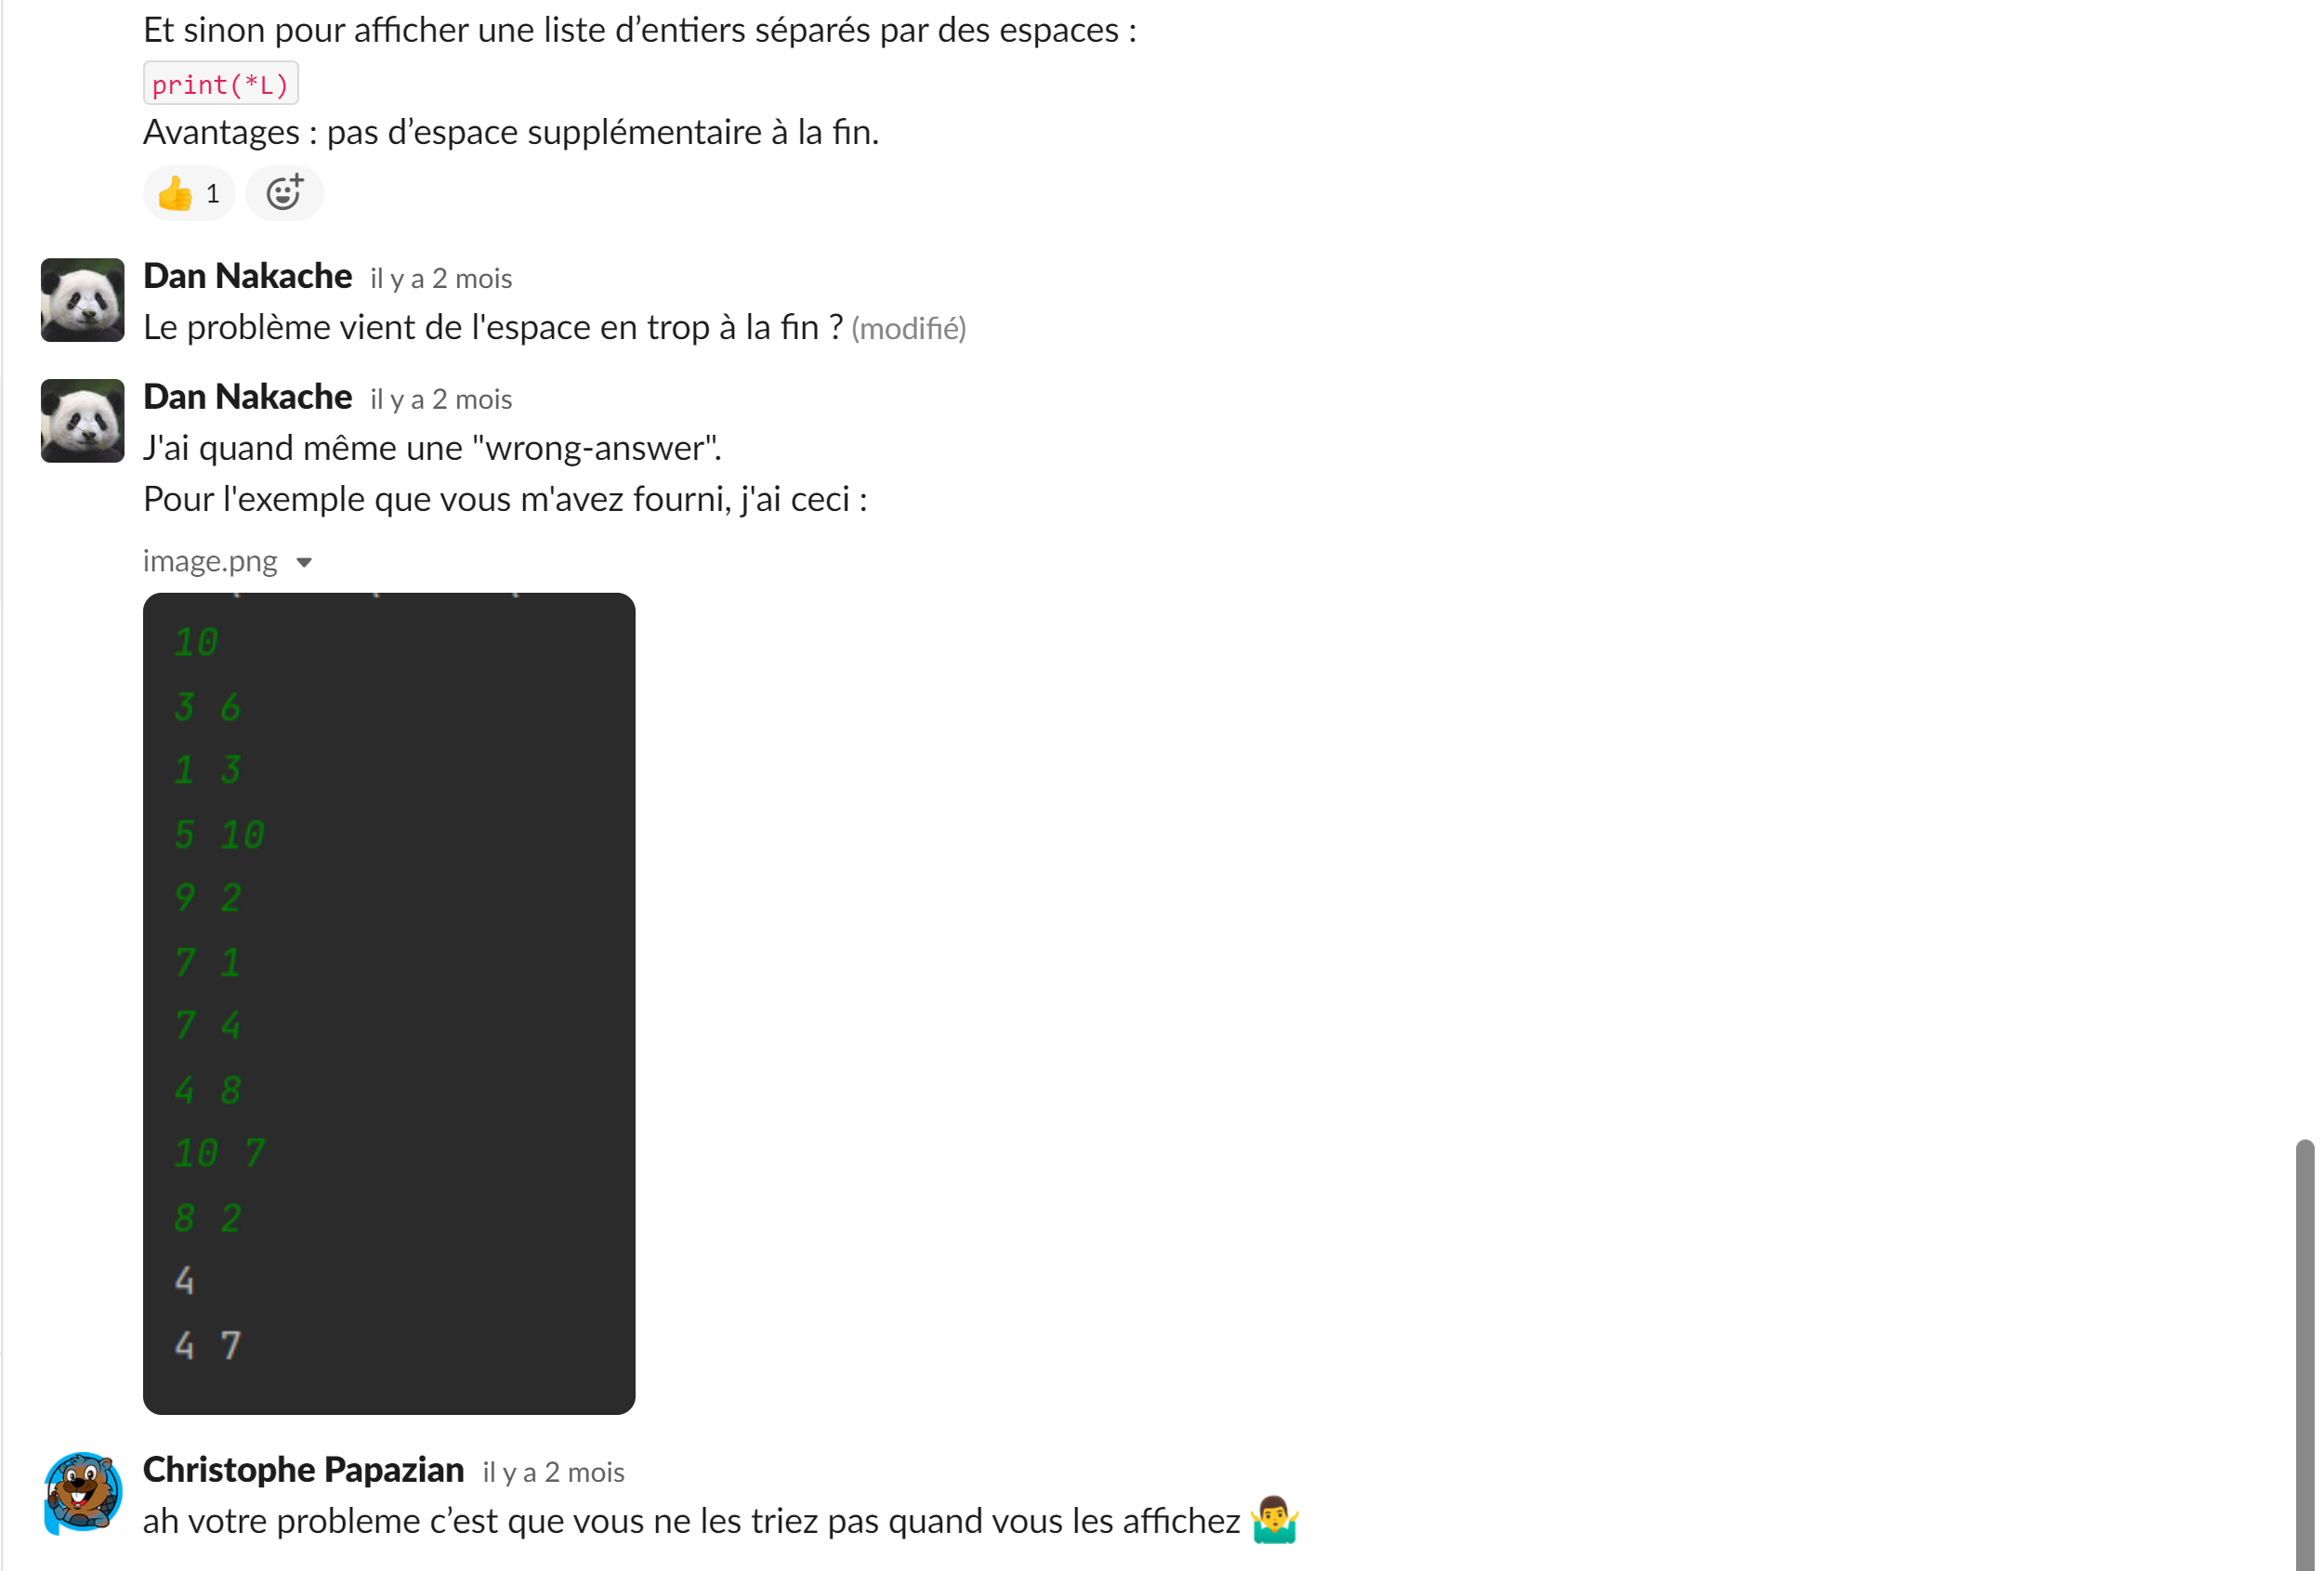 Et sinon pour afficher une liste d’entiers séparés par des espaces :
print(*L)
Avantages : pas d’espace supplémentaire à la fin.
1
Dan Nakache il y a 2 mois
Le problème vient de l'espace en trop à la fin ? (modifié)
Dan Nakache il y a 2 mois
J'ai quand même une "wrong-answer".
Pour l'exemple que vous m'avez fourni, j'ai ceci :
image.png
10
3 6
1 3
5 10
9 2
7 1
7 4
4 8
10 7
8 2
4
4 7
Christophe Papazian il y a 2 mois
ah votre probleme c’est que vous ne les triez pas quand vous les affichez